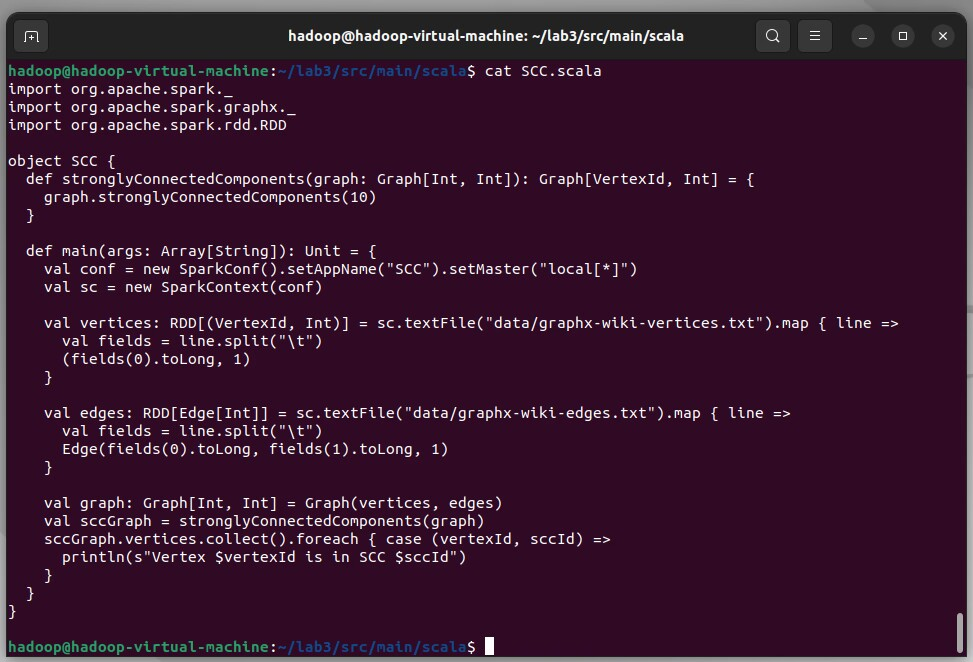 hadoop@hadoop-virtual-machine: ~/lab3/src/main/scala
hadoop@hadoop-virtual-machine:~/lab3/src/main/scala$ cat SCC.scala
import org.apache.spark._
import org.apache.spark.graphx._
import org.apache.spark.rdd.RDD

object SCC {
  def stronglyConnectedComponents(graph: Graph[Int, Int]): Graph[VertexId, Int] = {
    graph.stronglyConnectedComponents(10)
  }

  def main(args: Array[String]): Unit = {
    val conf = new SparkConf().setAppName("SCC").setMaster("local[*]")
    val sc = new SparkContext(conf)

    val vertices: RDD[(VertexId, Int)] = sc.textFile("data/graphx-wiki-vertices.txt").map { line =>
      val fields = line.split("\t")
      (fields(0).toLong, 1)
    }

    val edges: RDD[Edge[Int]] = sc.textFile("data/graphx-wiki-edges.txt").map { line =>
      val fields = line.split("\t")
      Edge(fields(0).toLong, fields(1).toLong, 1)
    }

    val graph: Graph[Int, Int] = Graph(vertices, edges)
    val sccGraph = stronglyConnectedComponents(graph)
    sccGraph.vertices.collect().foreach { case (vertexId, sccId) =>
      println(s"Vertex $vertexId is in SCC $sccId")
    }
  }
}

hadoop@hadoop-virtual-machine:~/lab3/src/main/scala$